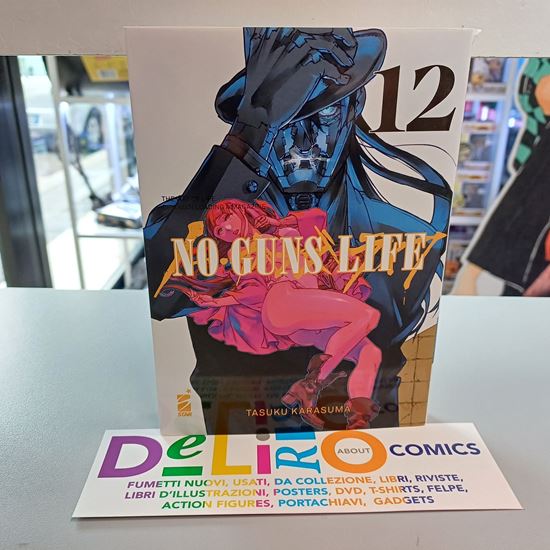 12
NO·GUNS·LIFE
TASUKU KARASUMA
STAR
DeLiRiO ABOUT COMICS
FUMETTI NUOVI, USATI, DA COLLEZIONE, LIBRI, RIVISTE,
LIBRI D'ILLUSTRAZIONI, POSTERS, DVD, T-SHIRTS, FELPE,
ACTION FIGURES, PORTACHIAVI, GADGETS